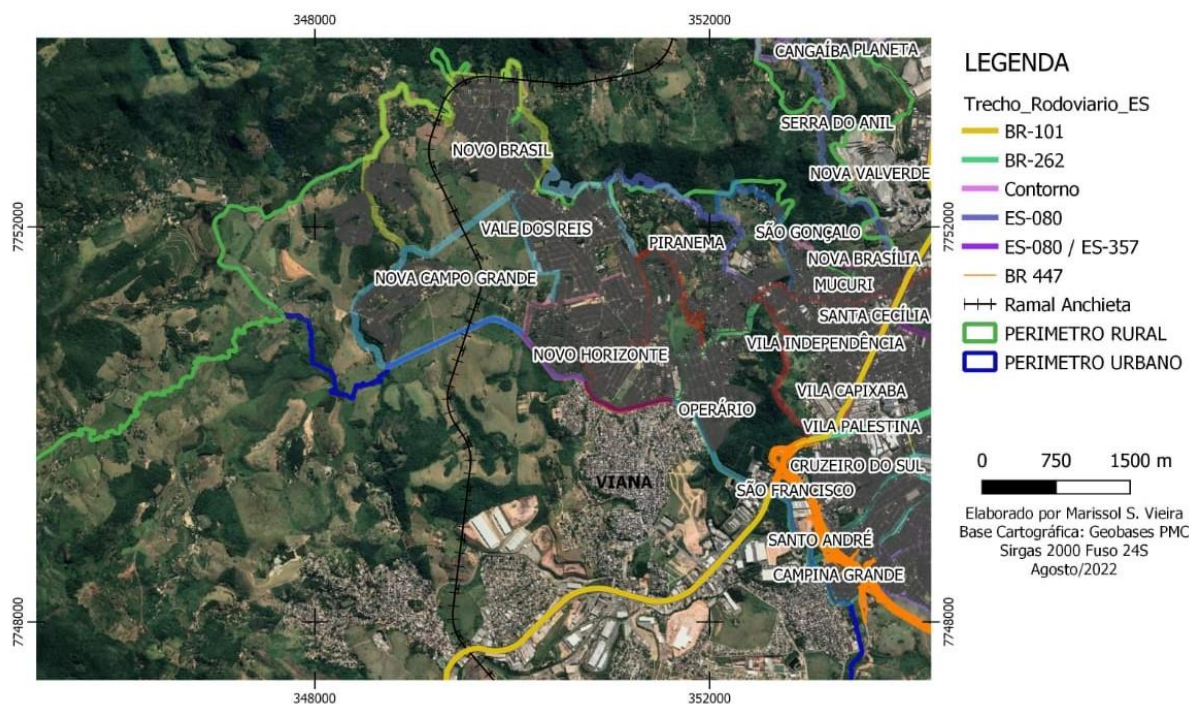 348000
352000
CANGAÍBA PLANETA
SERRA DO ANIL
NOVO BRASIL
NOVA VALVERDE
7752000
7752000
VALE DOS REIS
SÃO GONÇALO
PIRANEMA
NOVA BRASÍLIA
NOVA CAMPO GRANDE
MUCURI
SANTA CECÍLIA
VILA INDEPENDÊNCIA
NOVO HORIZONTE
VILA CAPIXABA
OPERÁRIO
VILA PALESTINA
CRUZEIRO DO SUL
VIANA
SÃO FRANCISCO
SANTO ANDRÉ
CAMPINA GRANDE
7748000
7748000
348000
352000
LEGENDA
Trecho_Rodoviario_ES
BR-101
BR-262
Contorno
ES-080
ES-080 / ES-357
BR 447
Ramal Anchieta
PERIMETRO RURAL
PERIMETRO URBANO
0 750 1500 m
Elaborado por Marissol S. Vieira
Base Cartográfica: Geobases PMC
Sirgas 2000 Fuso 24S
Agosto/2022